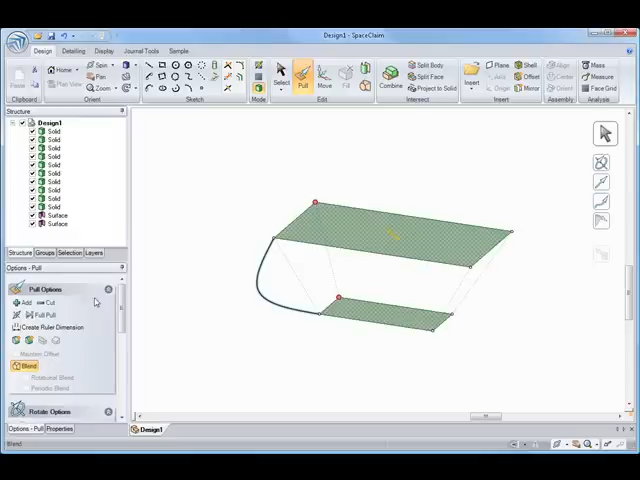 Design1 - SpaceClaim
Design Detailing Display Journal Tools Sample
Home Spin
Plan View Pan
Zoom
Paste
Select Pull Move Fill
Combine Split Body
Split Face
Project to Solid
Insert Plane Shell
Axis Offset
Origin Mirror
Align
Center
Gear
Mass
Measure
Face Grid
Clipboard Orient Sketch Mode Edit Intersect Insert Assembly Analysis
Structure
Design1
Solid
Solid
Solid
Solid
Solid
Solid
Solid
Solid
Solid
Solid
Surface
Surface
Structure Groups Selection Layers
Options - Pull
Pull Options
Add Cut
Full Pull
Create Ruler Dimension
Maintain Offset
Blend
Rotational Blend
Periodic Blend
Rotate Options
Options - Pull Properties
Design1
Blend